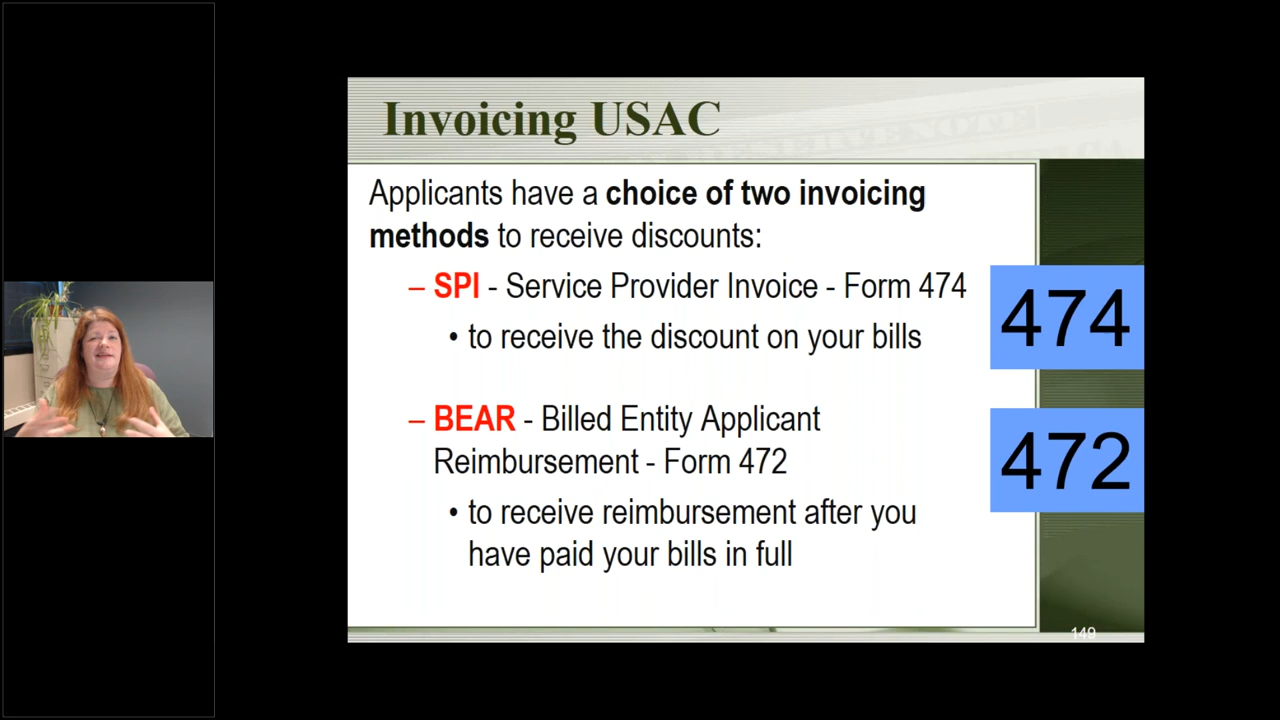 Invoicing USAC
Applicants have a choice of two invoicing
methods to receive discounts:
– SPI - Service Provider Invoice - Form 474
• to receive the discount on your bills
474
– BEAR - Billed Entity Applicant
Reimbursement - Form 472
472
• to receive reimbursement after you
have paid your bills in full
149